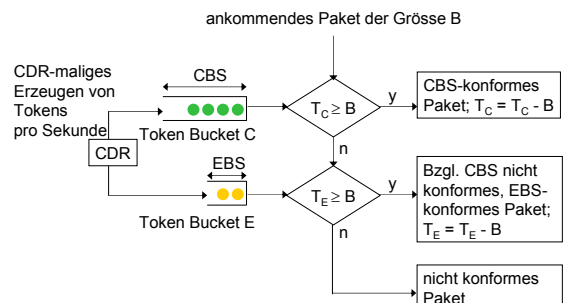 ankommendes Paket der Grösse B
CDR-maliges
Erzeugen von
Tokens
pro Sekunde
CDR
CBS
Token Bucket C
T_C ≥ B
y
n
CBS-konformes
Paket; T_C = T_C - B
EBS
Token Bucket E
T_E ≥ B
y
n
Bzgl. CBS nicht
konformes, EBS-
konformes Paket;
T_E = T_E - B
nicht konformes
Paket